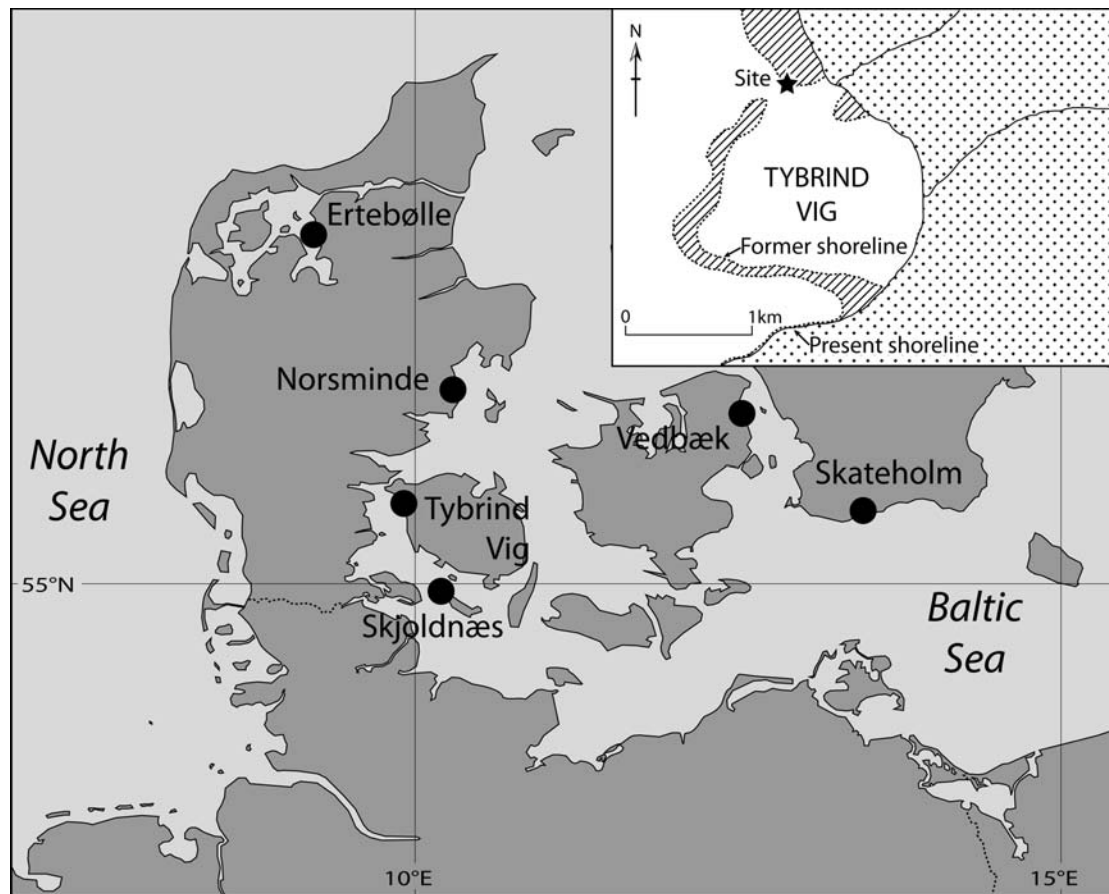 N
Site
TYBRIND
VIG
Former shoreline
0
1km
Present shoreline
Ertebølle
Norsminde
Vedbæk
North
Sea
Skateholm
Tybrind
Vig
55°N
Skjoldnæs
Baltic
Sea
10°E
15°E